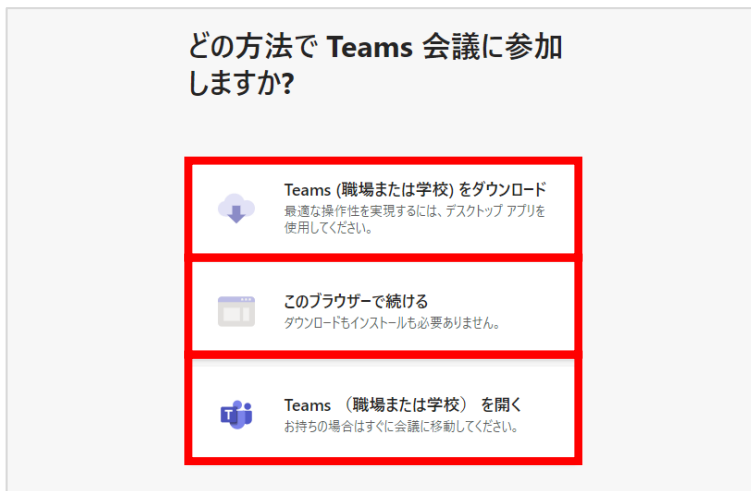 どの方法で Teams 会議に参加
しますか?
Teams (職場または学校) をダウンロード
最適な操作性を実現するには、デスクトップ アプリを
使用してください。
このブラウザーで続ける
ダウンロードもインストールも必要ありません。
Teams （職場または学校） を開く
お持ちの場合はすぐに会議に移動してください。